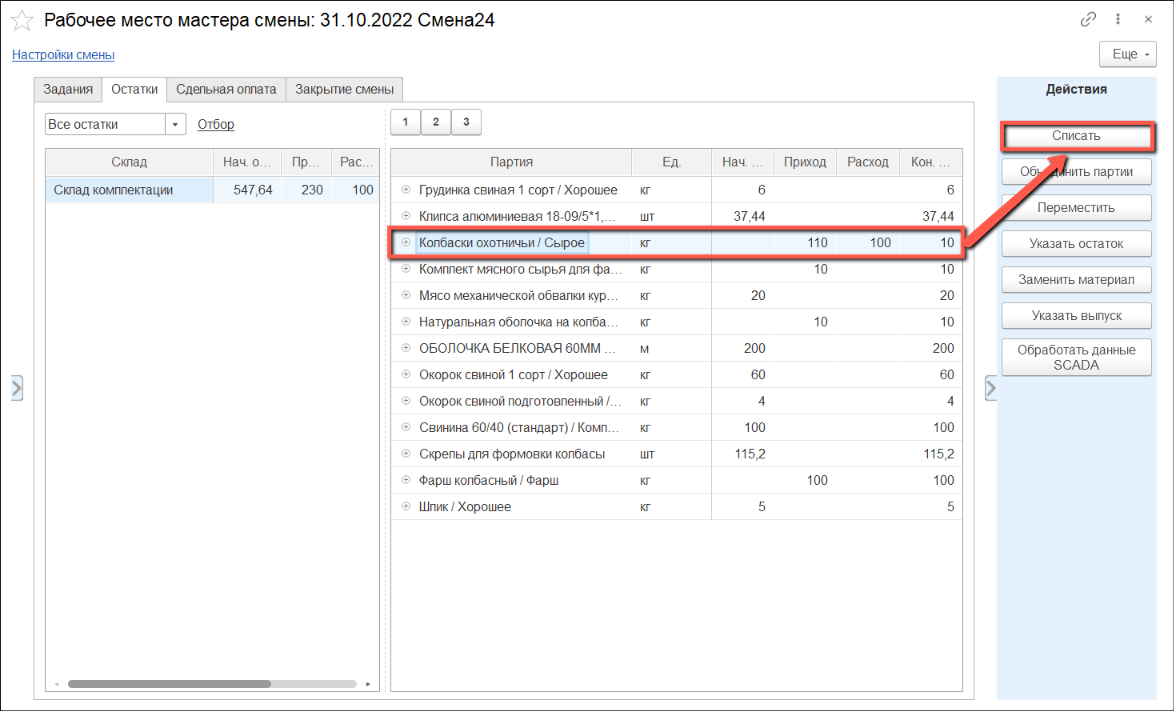 Рабочее место мастера смены: 31.10.2022 Смена24
Настройки смены
Еще
Задания Остатки Сдельная оплата Закрытие смены
Действия
Все остатки Отбор 1 2 3
Списать
Склад Нач. о... Пр... Рас... Партия Ед. Нач. ... Приход Расход Кон. ...
Объединить партии
Склад комплектации 547,64 230 100 Грудинка свиная 1 сорт / Хорошее кг 6 6
Переместить
Клипса алюминиевая 18-09/5*1,... шт 37,44 37,44
Колбаски охотничьи / Сырое кг 110 100 10
Указать остаток
Комплект мясного сырья для фа... кг 10 10
Заменить материал
Мясо механической обвалки кур... кг 20 20
Указать выпуск
Натуральная оболочка на колба... кг 10 10
ОБОЛОЧКА БЕЛКОВАЯ 60ММ ... м 200 200
Обработать данные
SCADA
Окорок свиной 1 сорт / Хорошее кг 60 60
Окорок свиной подготовленный /... кг 4 4
Свинина 60/40 (стандарт) / Комп... кг 100 100
Скрепы для формовки колбасы шт 115,2 115,2
Фарш колбасный / Фарш кг 100 100
Шпик / Хорошее кг 5 5